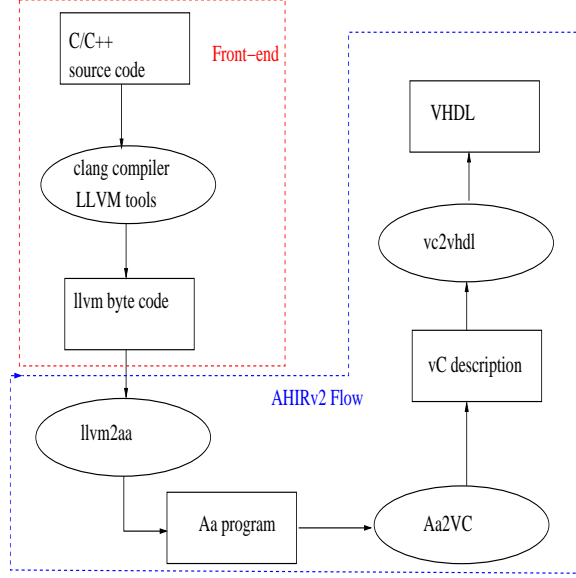 C/C++
source code
Front-end
clang compiler
LLVM tools
llvm byte code
AHIRv2 Flow
llvm2aa
Aa program
Aa2VC
vC description
vc2vhdl
VHDL